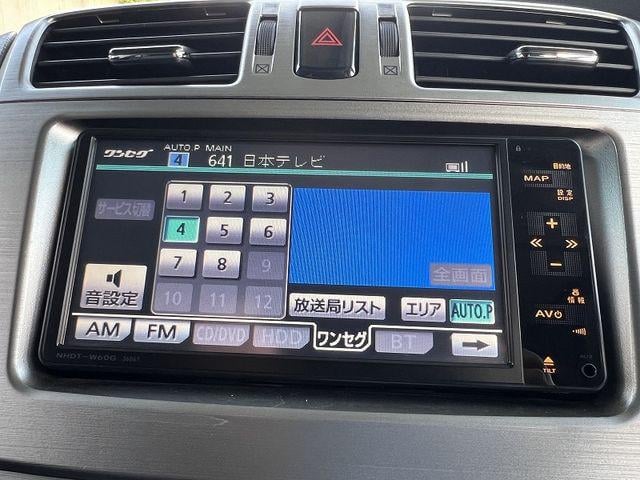 ワンセグ AUTO.P MAIN
4 641 日本テレビ
サービス切替
1 2 3
4 5 6
7 8 9
10 11 12
音設定
全画面
放送局リスト エリア AUTO.P
AM FM CD/DVD HDD ワンセグ BT
NHDT-W60G
目的地
MAP
設定
DISP
情報
AV
TILT
AUX